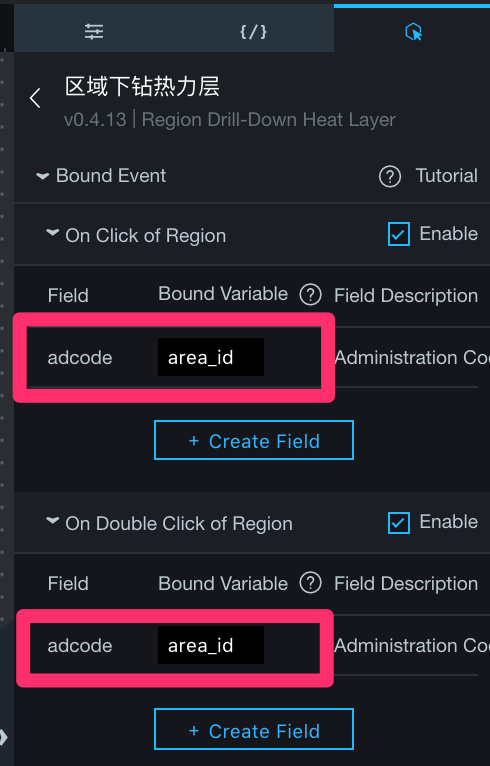 {/}
区域下钻热力层
v0.4.13 | Region Drill-Down Heat Layer
Bound Event ? Tutorial
On Click of Region Enable
Field Bound Variable ? Field Description
adcode area_id Administration Co
+ Create Field
On Double Click of Region Enable
Field Bound Variable ? Field Description
adcode area_id Administration Co
+ Create Field